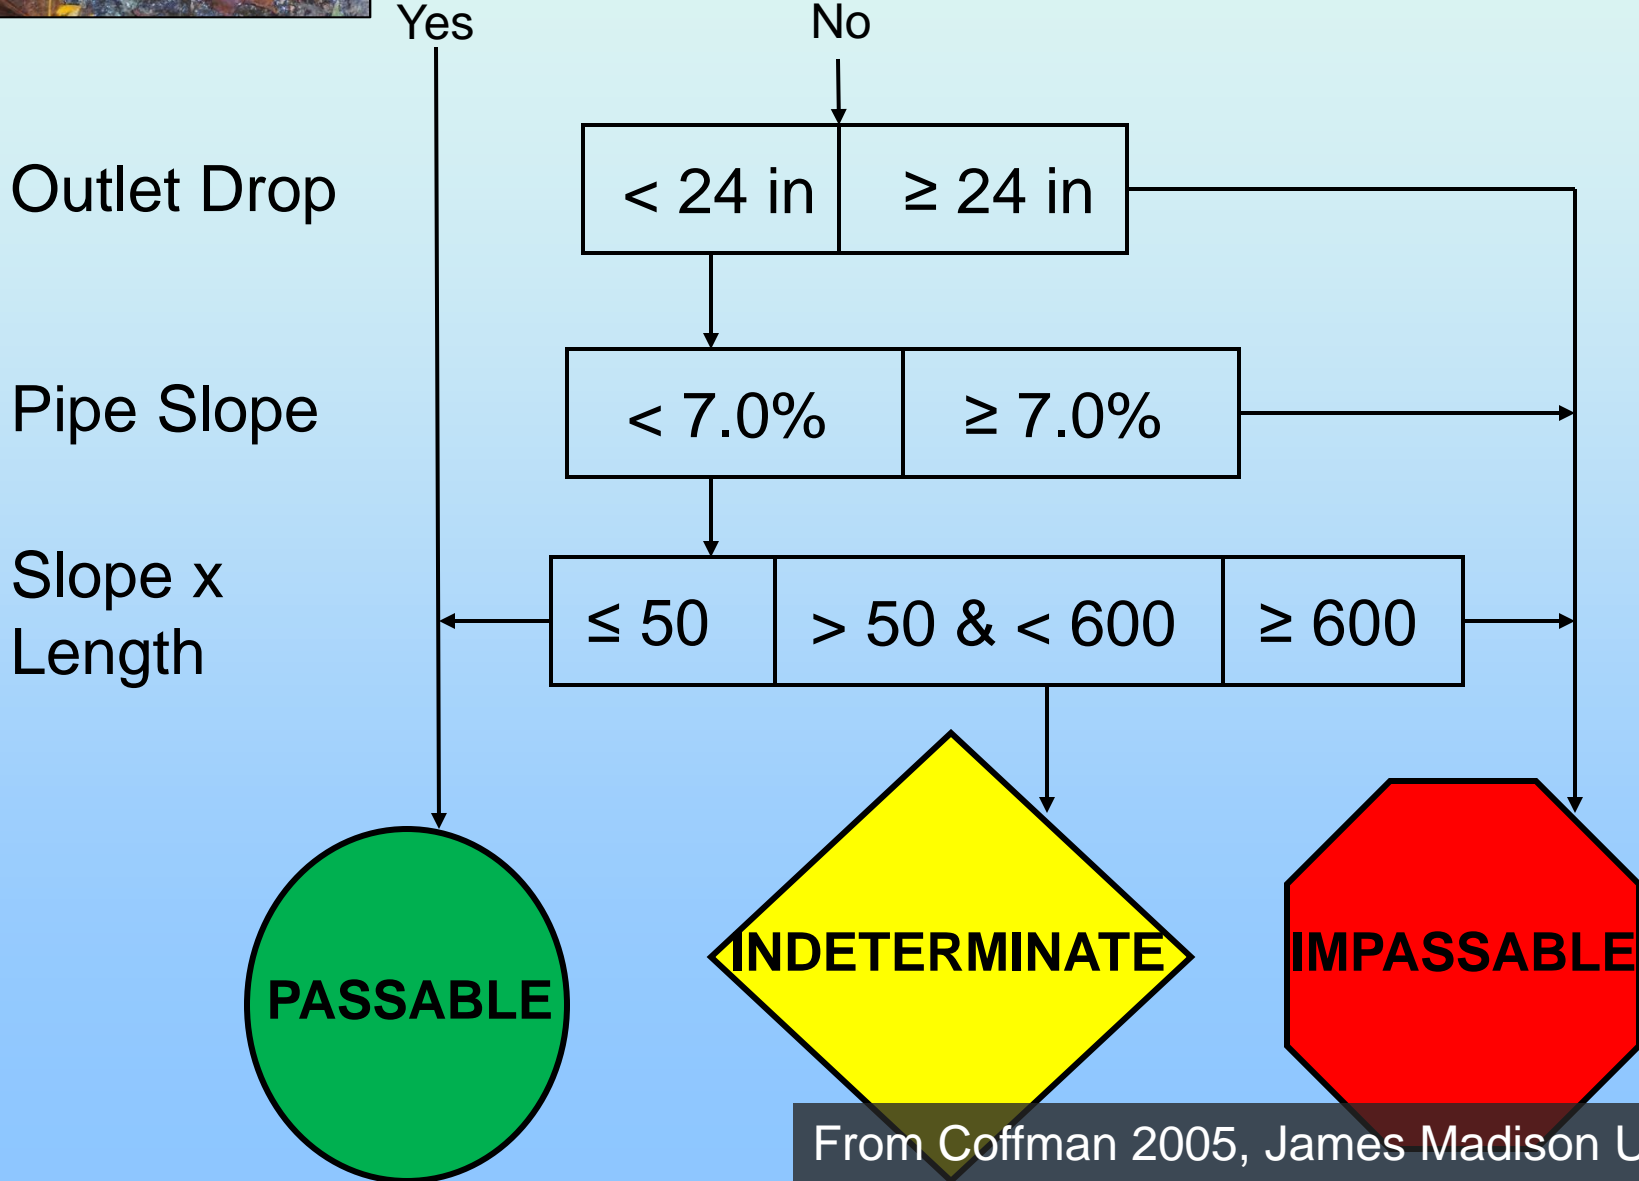 Yes
No
Outlet Drop
< 24 in
≥ 24 in
Pipe Slope
< 7.0%
≥ 7.0%
Slope x
Length
≤ 50
> 50 & < 600
≥ 600
PASSABLE
INDETERMINATE
IMPASSABLE
From Coffman 2005, James Madison U